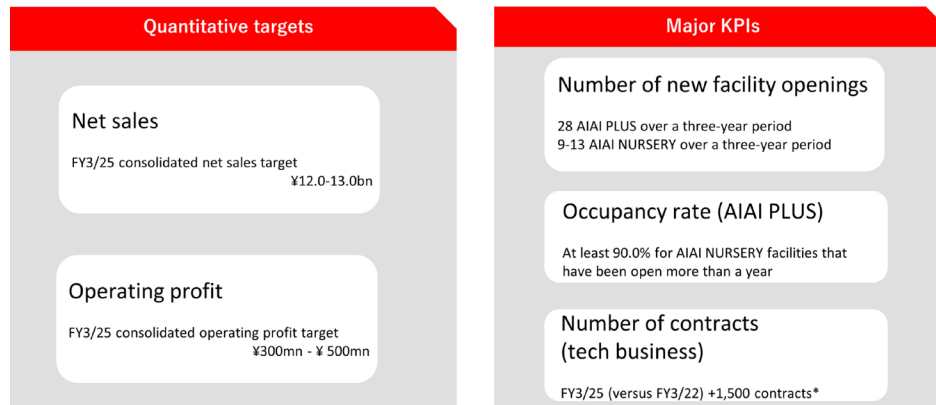 Quantitative targets
Net sales
FY3/25 consolidated net sales target
¥12.0-13.0bn
Operating profit
FY3/25 consolidated operating profit target
¥300mn - ¥ 500mn
Major KPIs
Number of new facility openings
28 AIAI PLUS over a three-year period
9-13 AIAI NURSERY over a three-year period
Occupancy rate (AIAI PLUS)
At least 90.0% for AIAI NURSERY facilities that
have been open more than a year
Number of contracts
(tech business)
FY3/25 (versus FY3/22) +1,500 contracts*